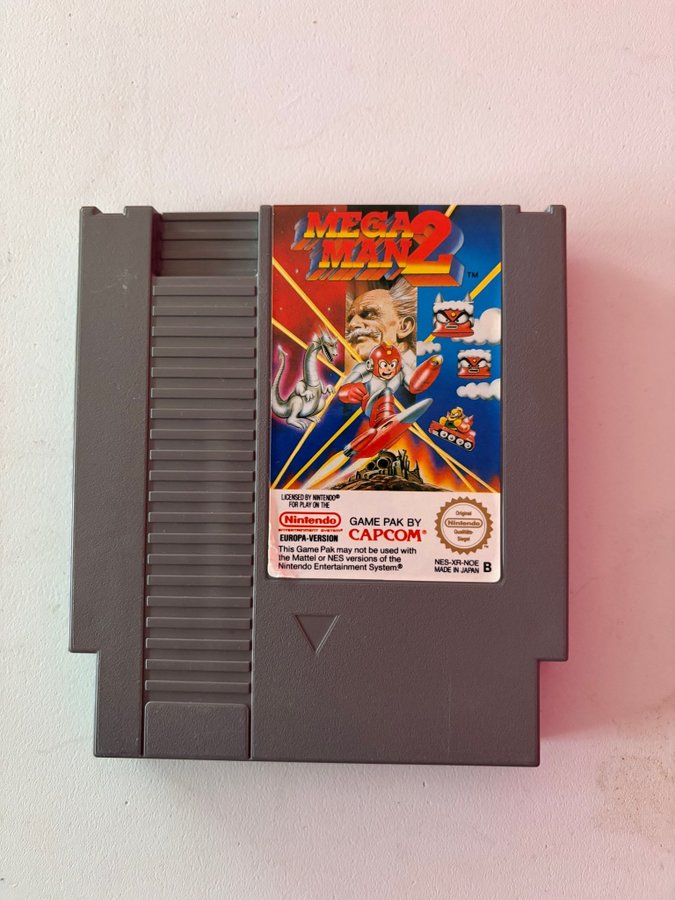 MEGA
MAN 2
TM
LICENSED BY NINTENDO®
FOR PLAY ON THE
Nintendo
ENTERTAINMENT SYSTEM®
EUROPA-VERSION
GAME PAK BY
CAPCOM®
This Game Pak may not be used with
the Mattel or NES versions of the
Nintendo Entertainment System.®
Original
Nintendo
Qualitäts-
Siegel
NES-XR-NOE
MADE IN JAPAN
B